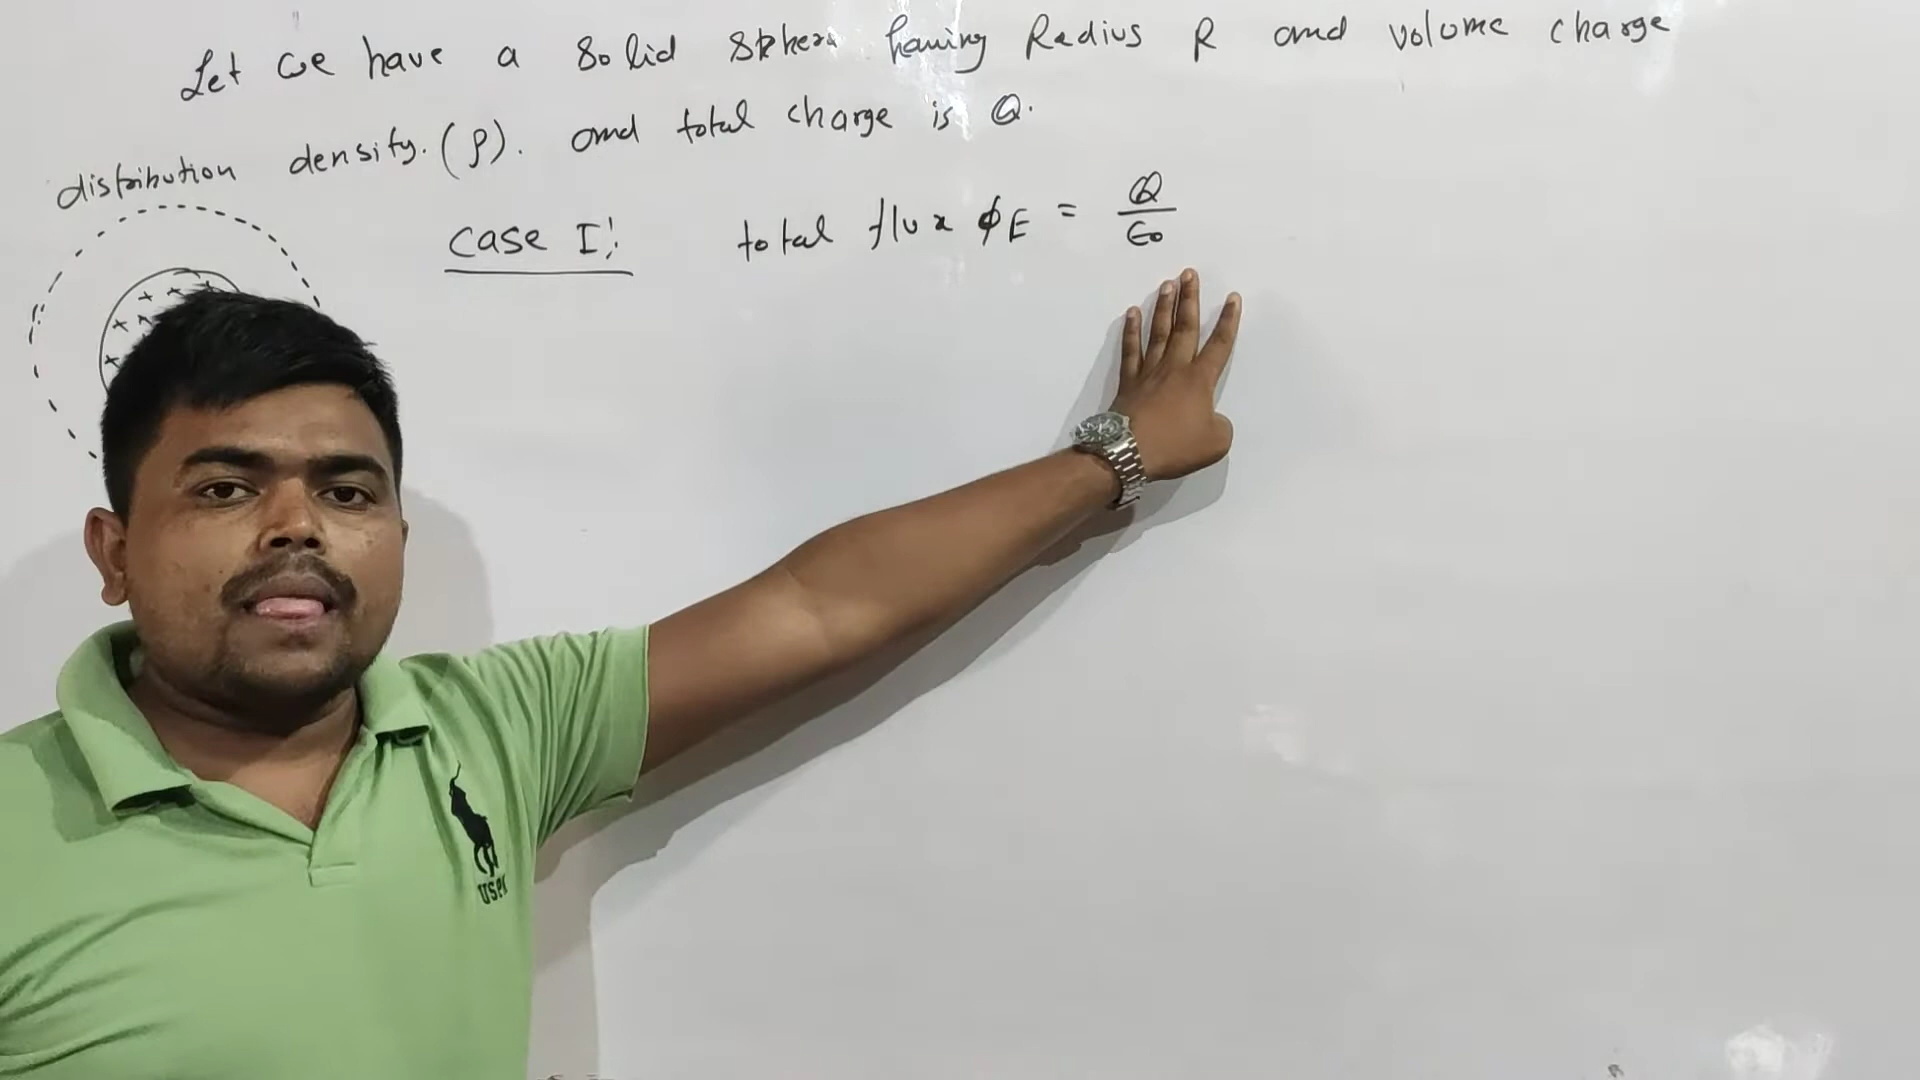 Let we have a Solid Sphere having Radius R and volume charge
distribution density. (ρ). and total charge is Q.
CASE I: total flux ϕE = Q/ϵ0
USPA